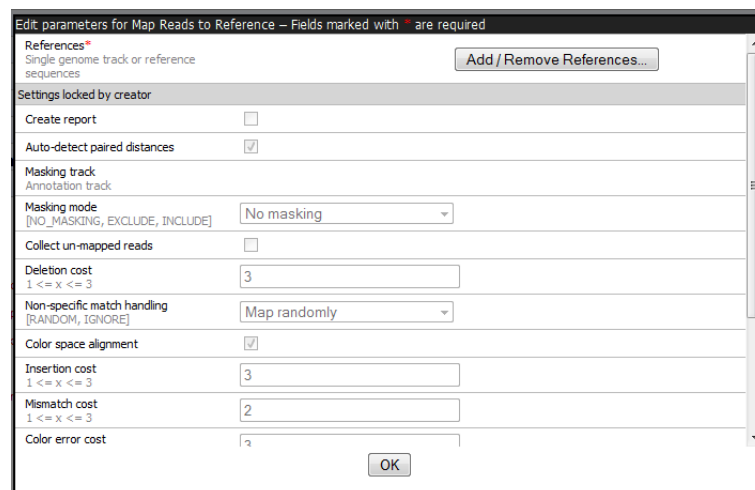 Edit parameters for Map Reads to Reference – Fields marked with * are required
References*
Single genome track or reference
sequences
Add / Remove References...
Settings locked by creator
Create report
Auto-detect paired distances
Masking track
Annotation track
Masking mode
[NO_MASKING, EXCLUDE, INCLUDE]
No masking
Collect un-mapped reads
Deletion cost
1 <= x <= 3
3
Non-specific match handling
[RANDOM, IGNORE]
Map randomly
Color space alignment
Insertion cost
1 <= x <= 3
3
Mismatch cost
1 <= x <= 3
2
Color error cost
3
OK